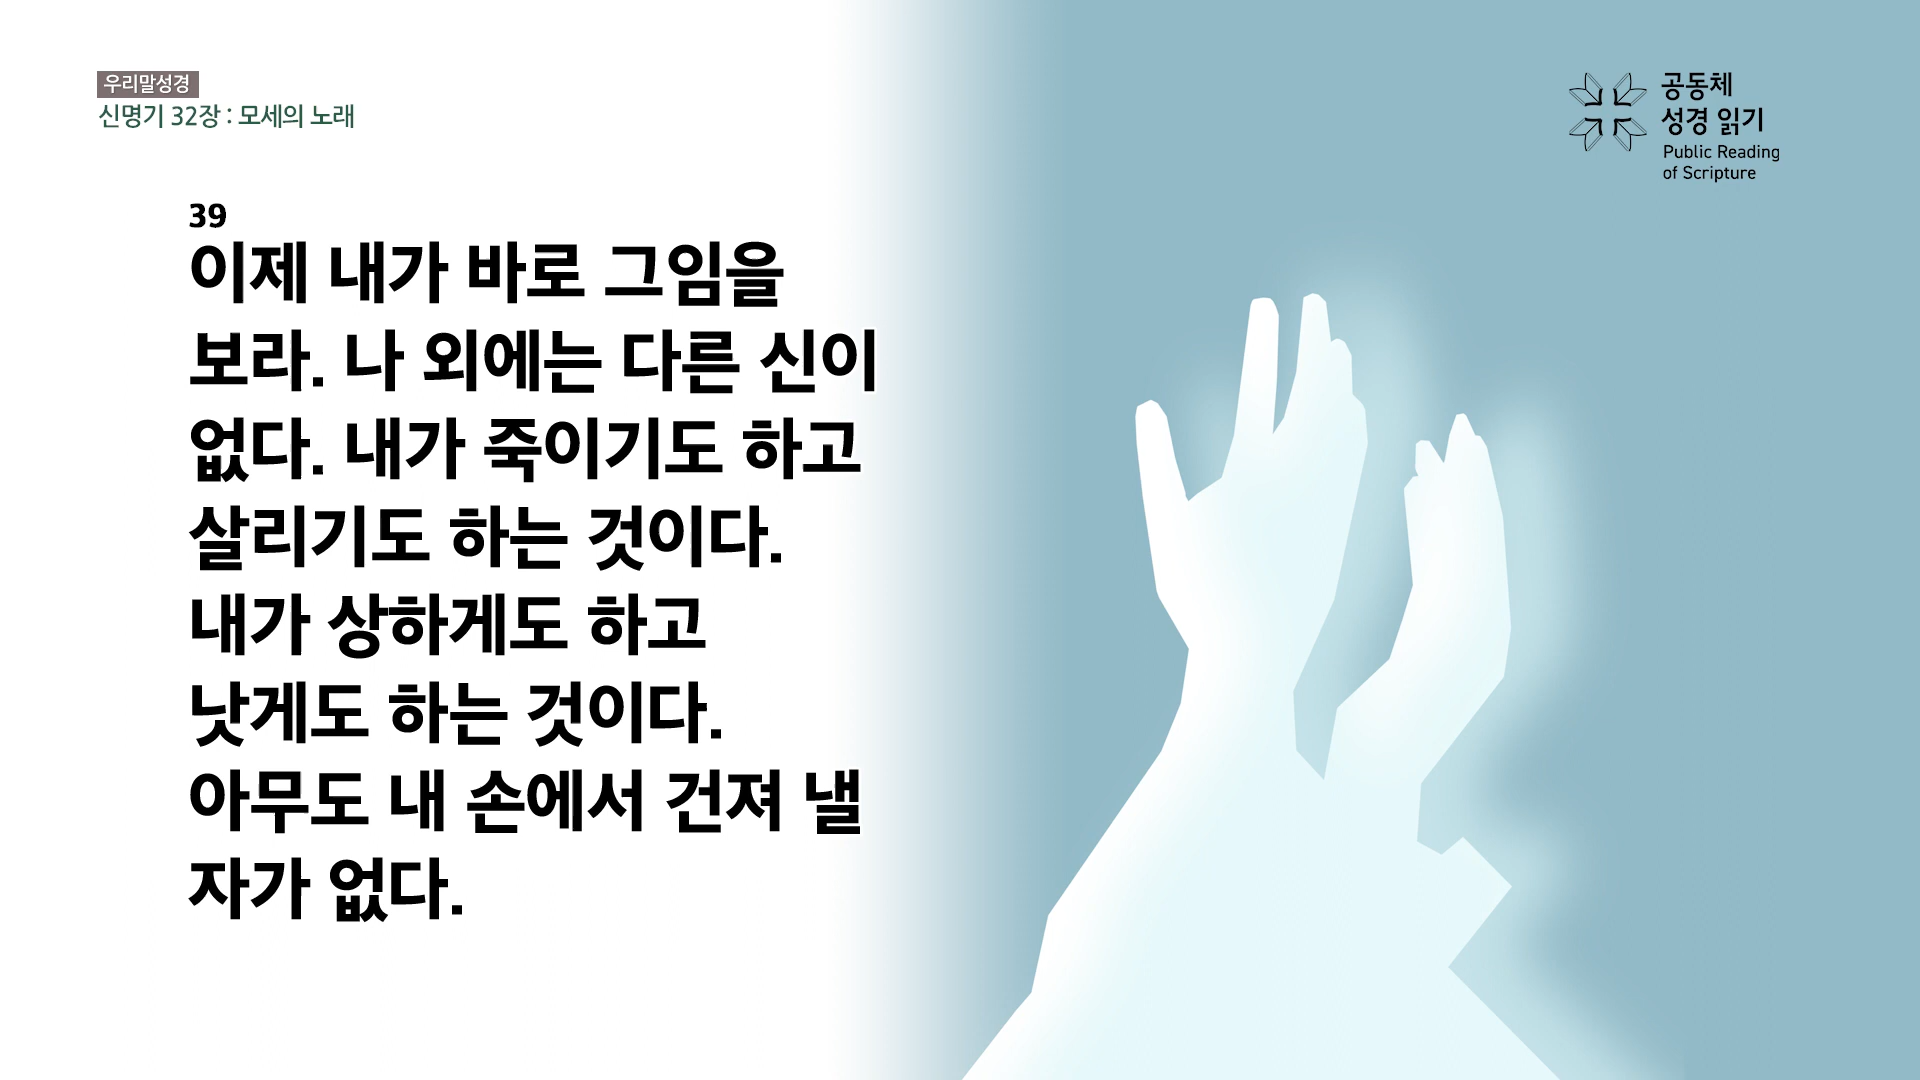 우리말성경
신명기 32장 : 모세의 노래
공동체
성경 읽기
Public Reading
of Scripture
39
이제 내가 바로 그임을
보라. 나 외에는 다른 신이
없다. 내가 죽이기도 하고
살리기도 하는 것이다.
내가 상하게도 하고
낫게도 하는 것이다.
아무도 내 손에서 건져 낼
자가 없다.